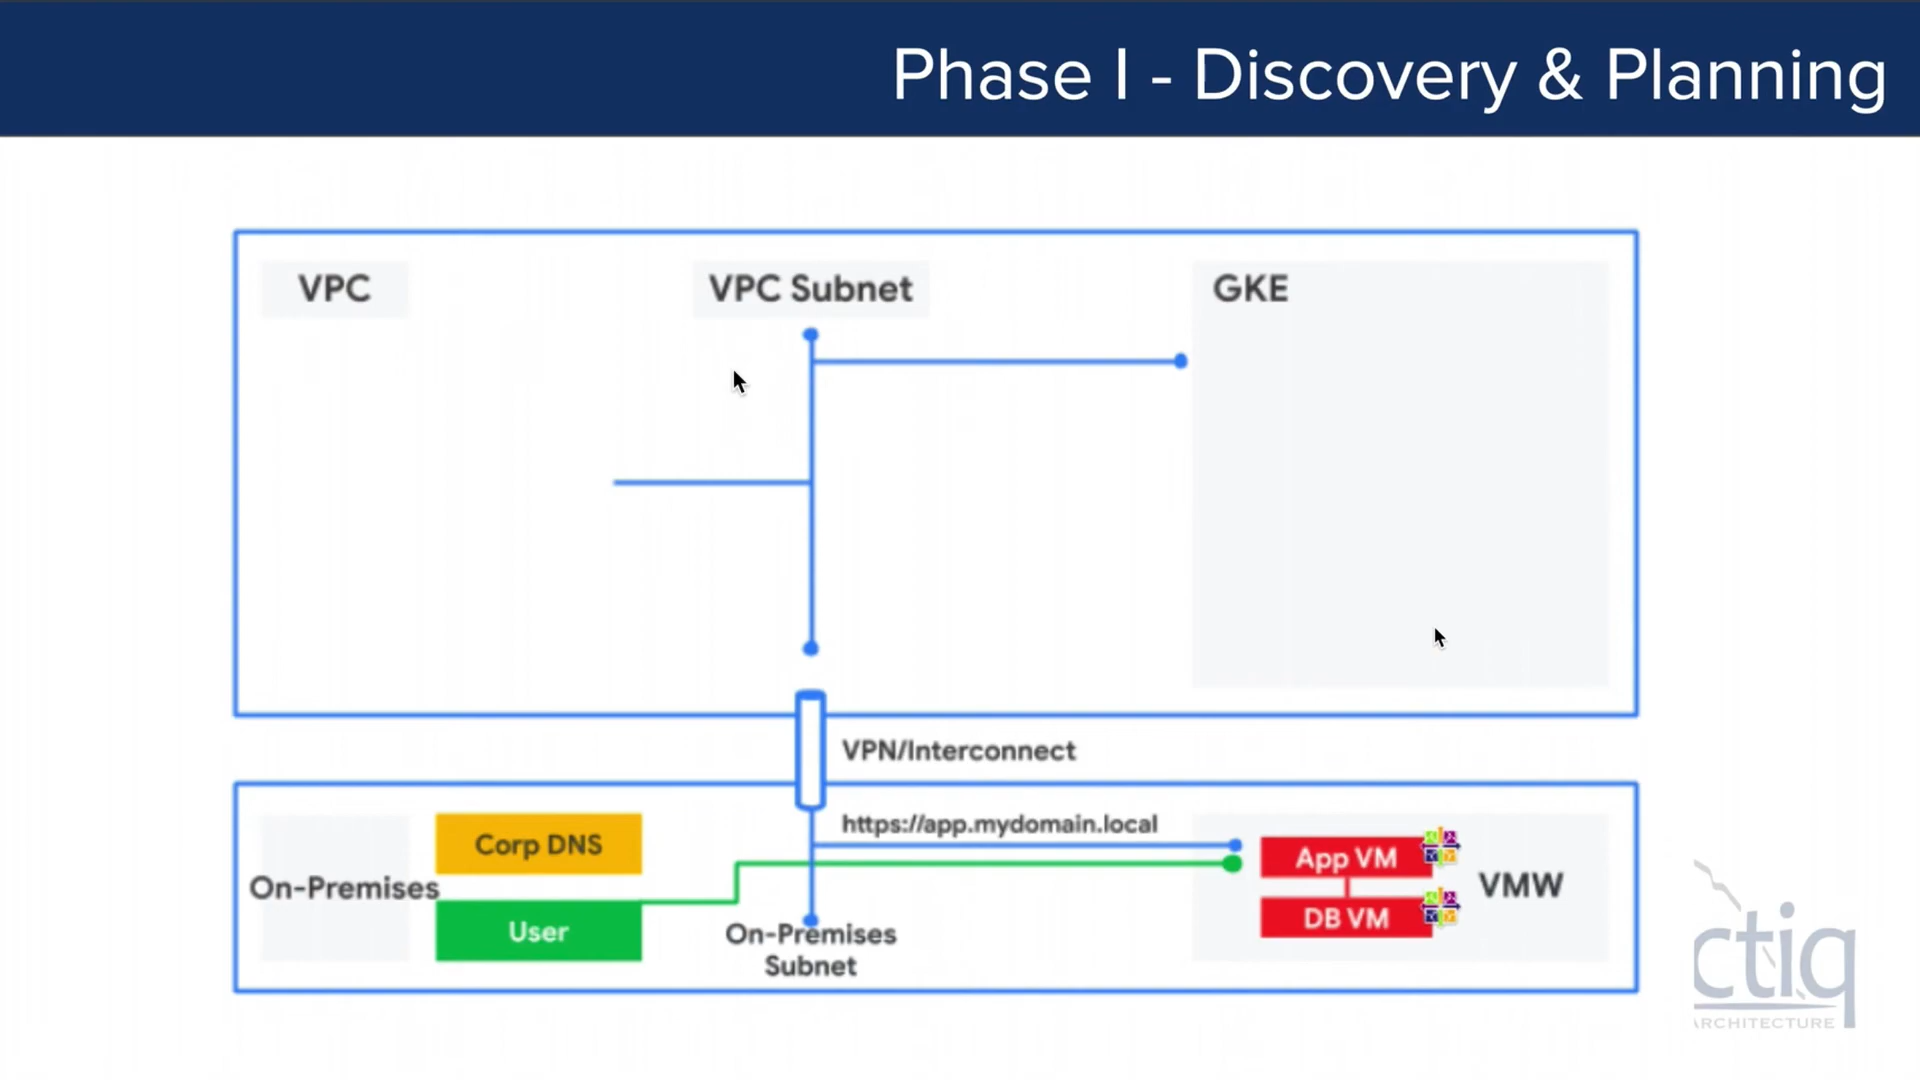 Phase I - Discovery & Planning
VPC
VPC Subnet
GKE
VPN/Interconnect
https://app.mydomain.local
Corp DNS
On-Premises
User
On-Premises
Subnet
App VM
DB VM
VMW
ctiq
ARCHITECTURE